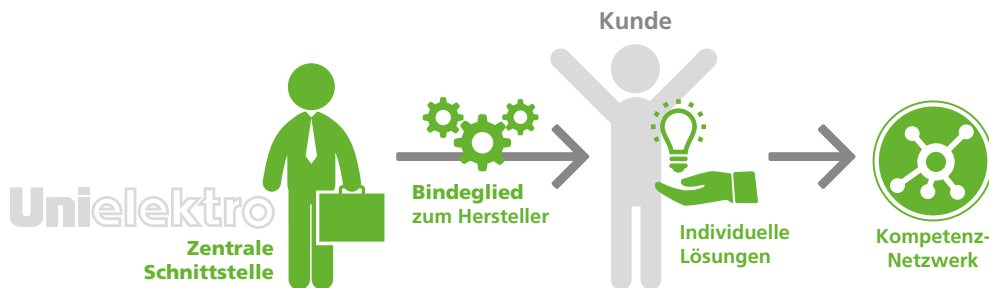 Kunde
Unielektro
Zentrale
Schnittstelle
Bindeglied
zum Hersteller
Individuelle
Lösungen
Kompetenz-
Netzwerk